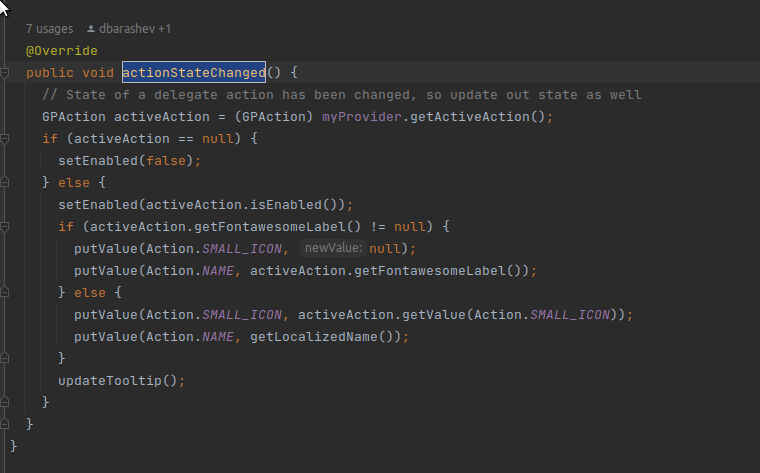 7 usages dbarashev +1
@Override
public void actionStateChanged() {
// State of a delegate action has been changed, so update out state as well
GPAction activeAction = (GPAction) myProvider.getActiveAction();
if (activeAction == null) {
setEnabled(false);
} else {
setEnabled(activeAction.isEnabled());
if (activeAction.getFontawesomeLabel() != null) {
putValue(Action.SMALL_ICON, newValue: null);
putValue(Action.NAME, activeAction.getFontawesomeLabel());
} else {
putValue(Action.SMALL_ICON, activeAction.getValue(Action.SMALL_ICON));
putValue(Action.NAME, getLocalizedName());
}
updateTooltip();
}
}
}